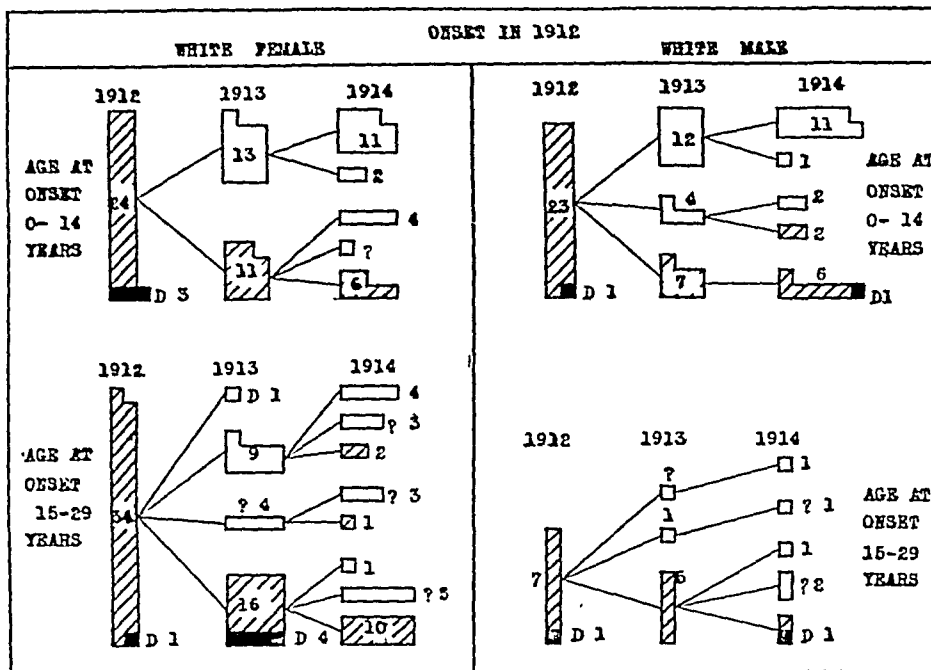 ONSET IN 1912
WHITE FEMALE
WHITE MALE
1912 1913 1914
AGE AT
ONSET
0-14
YEARS
24
D 3
13
11
11
2
4
?
6
1912 1913 1914
23
D 1
12
4
7
11
1
2
2
6
D1
AGE AT
ONSET
0-14
YEARS
1912 1913 1914
AGE AT
ONSET
15-29
YEARS
34
D 1
D 1
9
? 4
16
D 4
4
? 3
2
? 3
1
1
? 5
10
1912 1913 1914
7
D 1
?
1
5
1
? 1
1
? 2
D 1
AGE AT
ONSET
15-29
YEARS